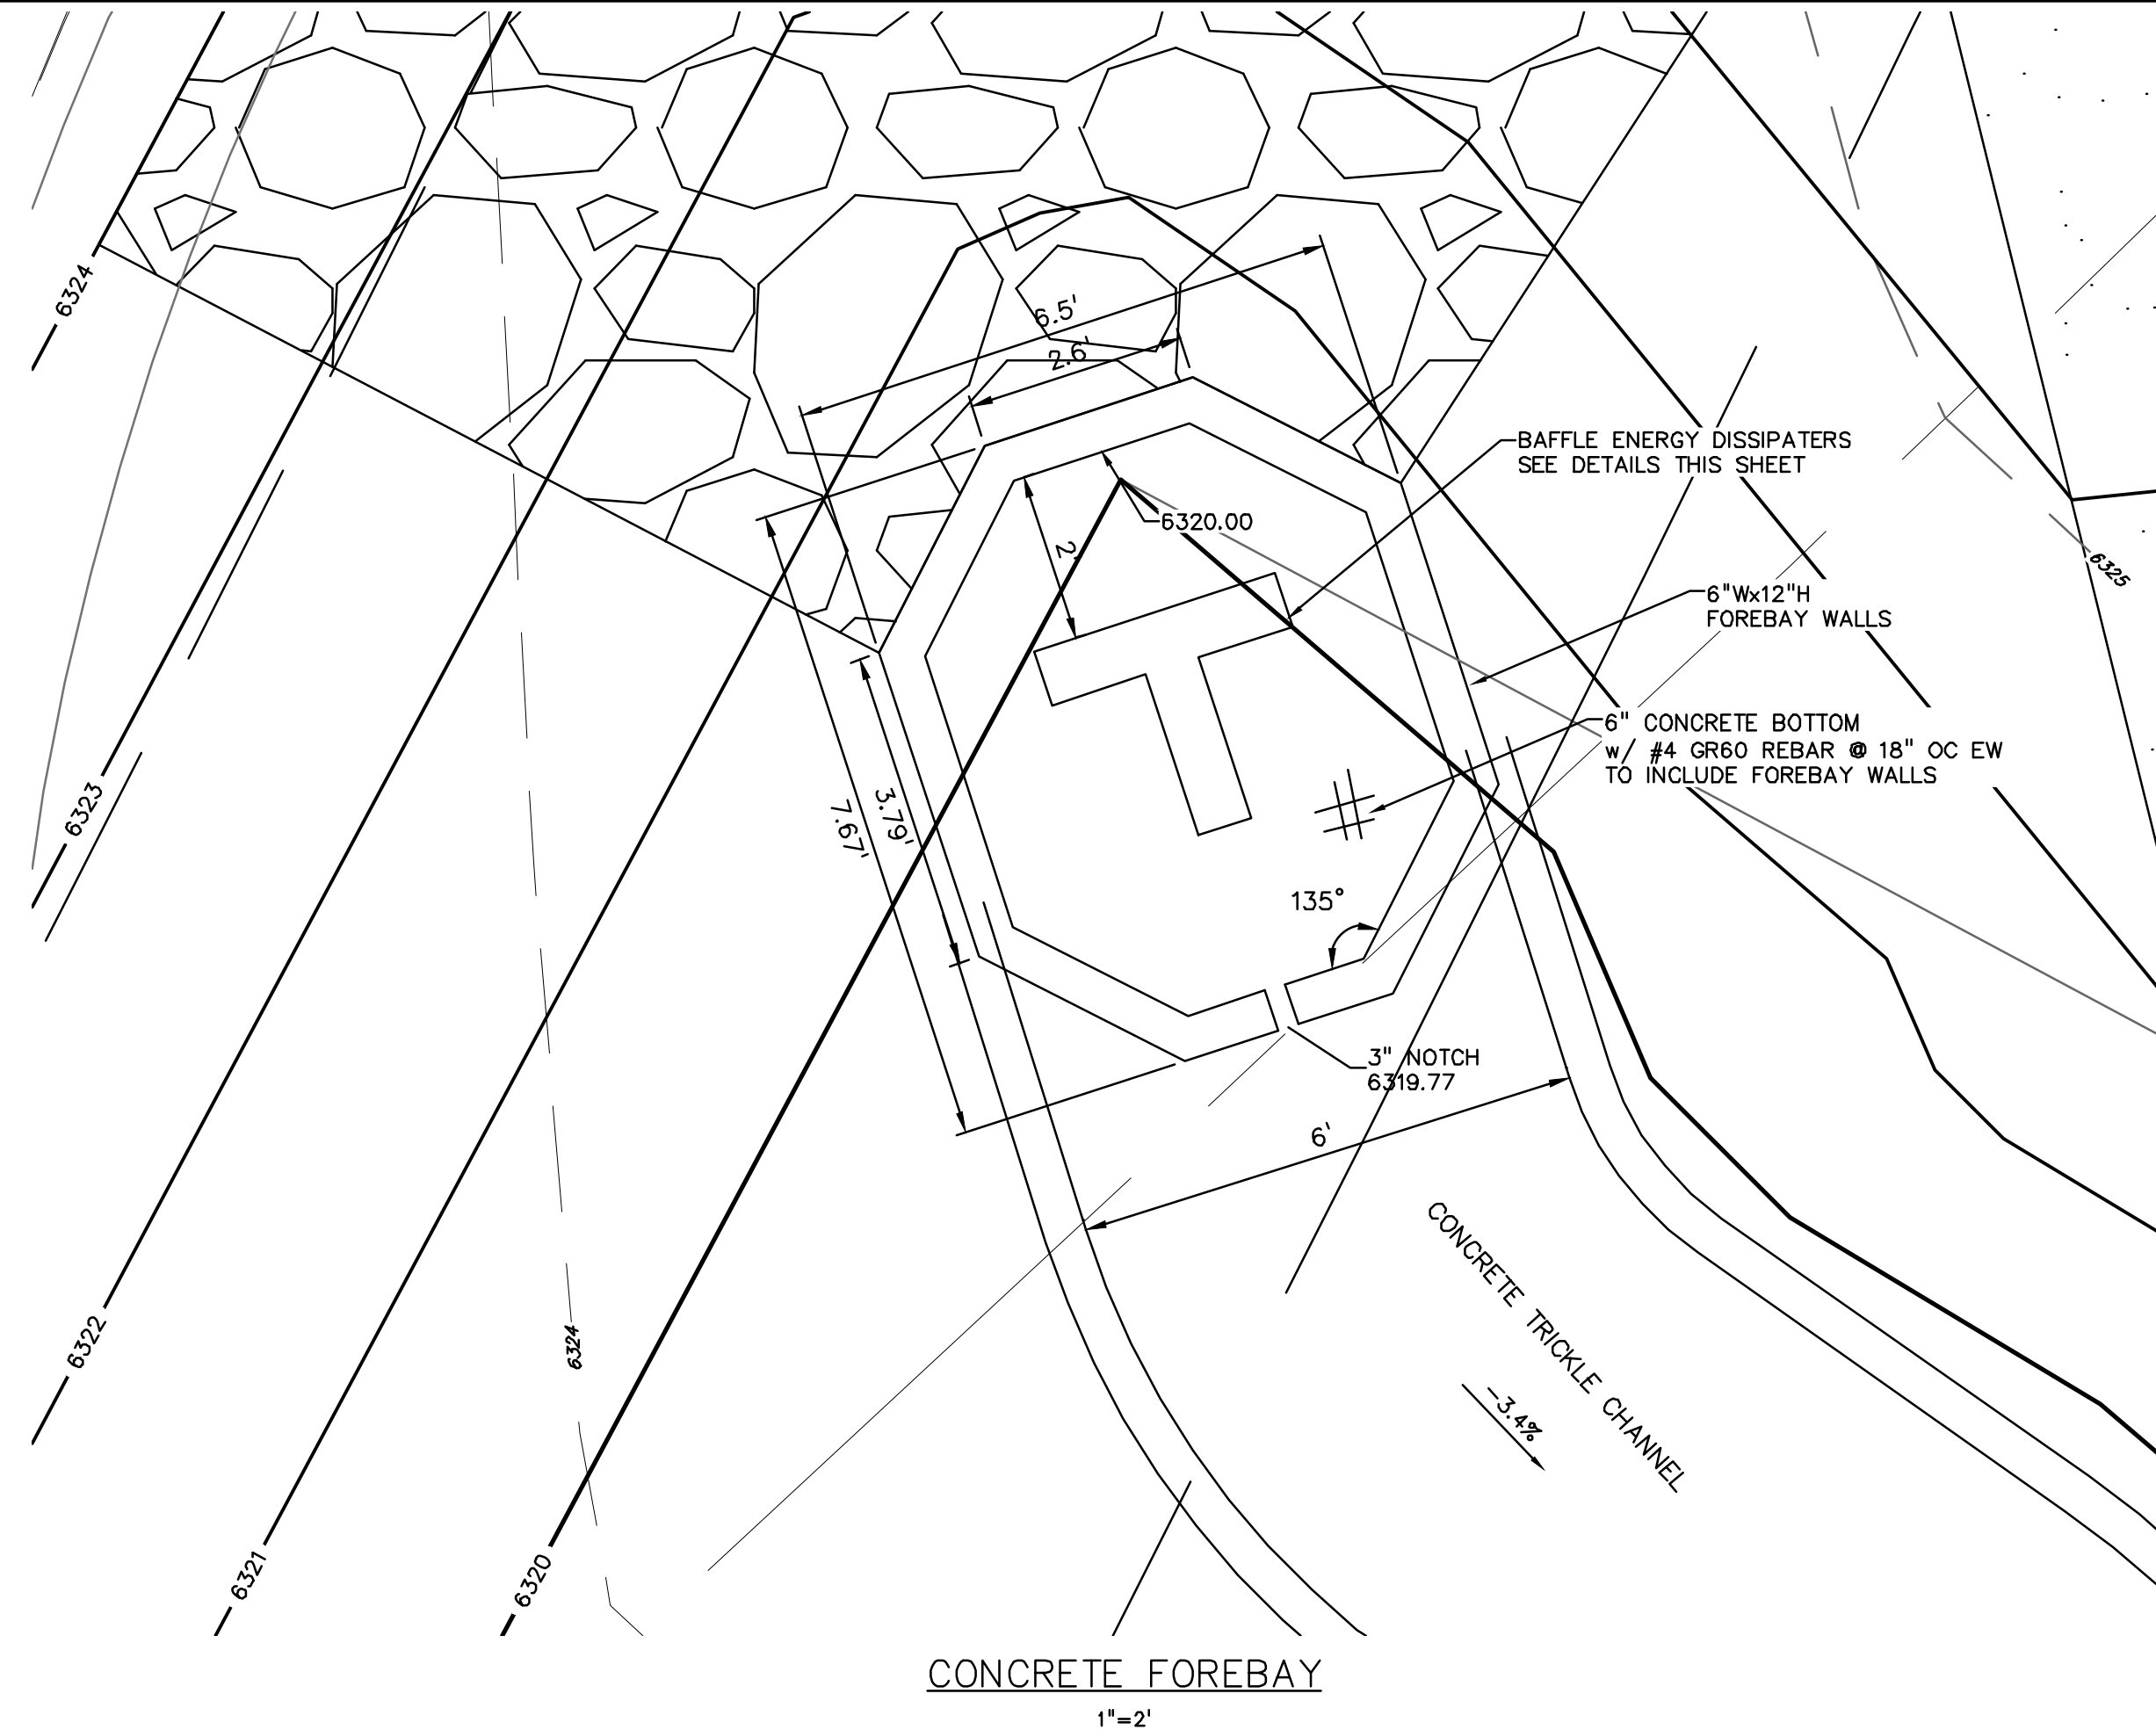 6324
6.5'
2.6'
BAFFLE ENERGY DISSIPATERS
SEE DETAILS THIS SHEET
6320.00
2'
6325
6"Wx12"H
FOREBAY WALLS
6" CONCRETE BOTTOM
w/ #4 GR60 REBAR @ 18" OC EW
TO INCLUDE FOREBAY WALLS
6323
3.79'
7.67'
135°
3" NOTCH
6319.77
6'
CONCRETE TRICKLE CHANNEL
-3.4%
6322
6324
6321
6320
CONCRETE FOREBAY
1"=2'